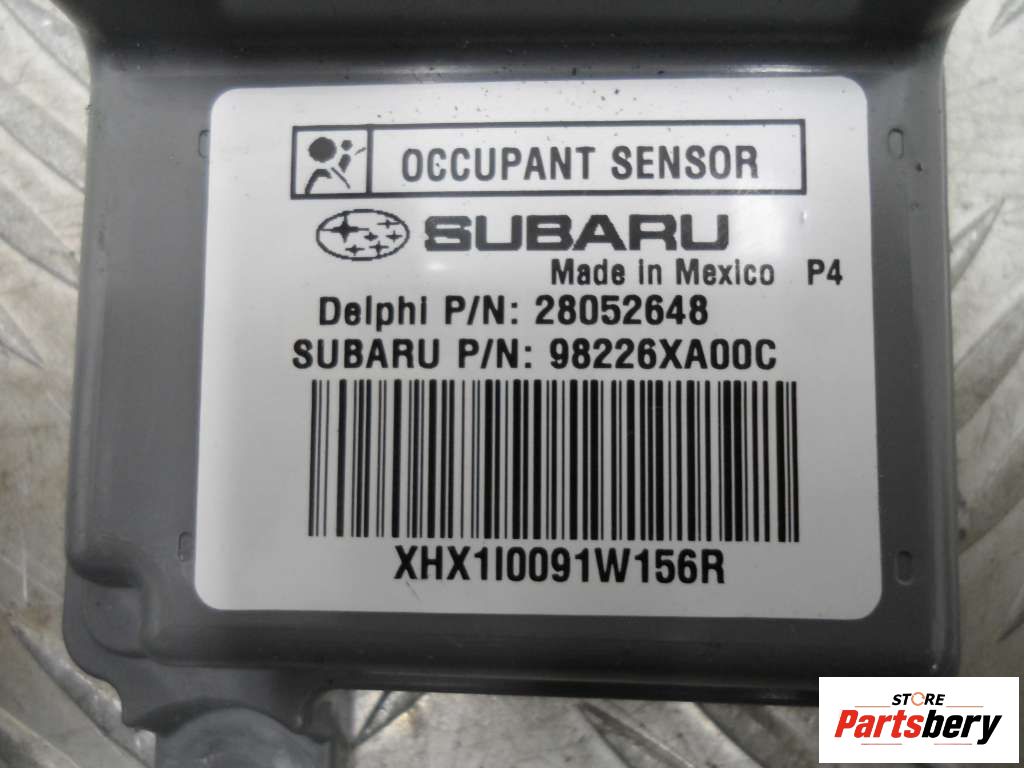 OCCUPANT SENSOR
SUBARU
Made in Mexico P4
Delphi P/N: 28052648
SUBARU P/N: 98226XA00C
XHX1I0091W156R
STORE
Partsbery